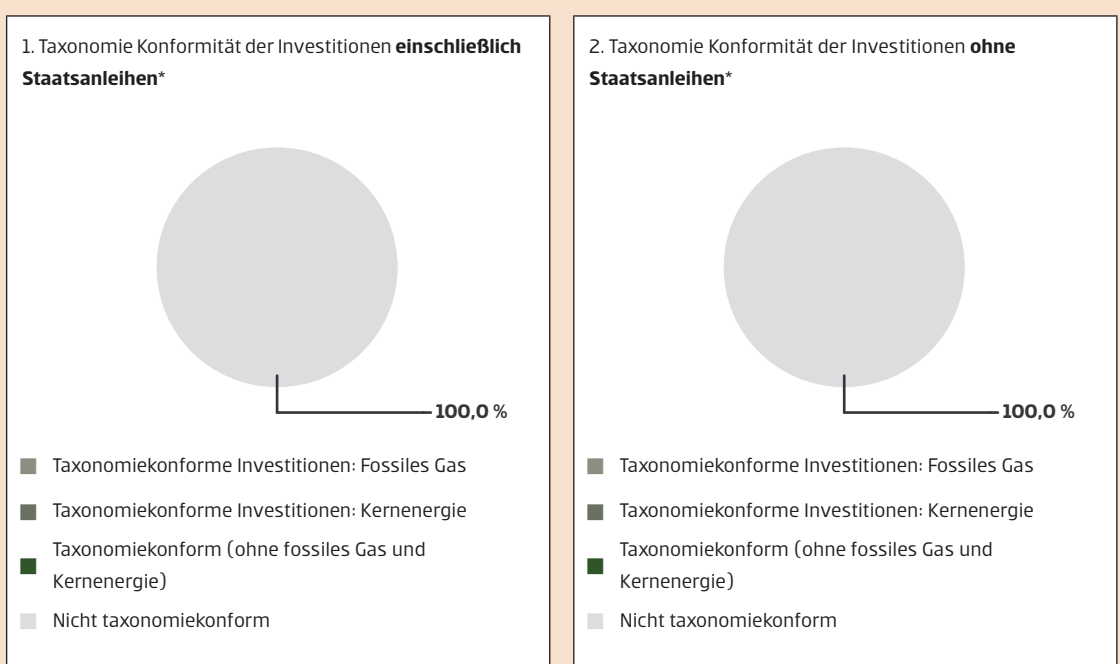 1. Taxonomie Konformität der Investitionen einschließlich
Staatsanleihen*
100,0 %
Taxonomiekonforme Investitionen: Fossiles Gas
Taxonomiekonforme Investitionen: Kernenergie
Taxonomiekonform (ohne fossiles Gas und
Kernenergie)
Nicht taxonomiekonform
2. Taxonomie Konformität der Investitionen ohne
Staatsanleihen*
100,0 %
Taxonomiekonforme Investitionen: Fossiles Gas
Taxonomiekonforme Investitionen: Kernenergie
Taxonomiekonform (ohne fossiles Gas und
Kernenergie)
Nicht taxonomiekonform